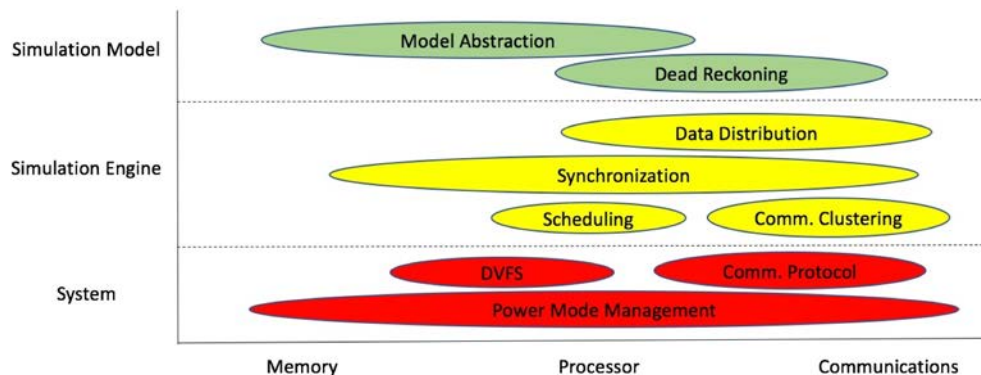 Simulation Model
Model Abstraction
Dead Reckoning
Data Distribution
Simulation Engine
Synchronization
Scheduling
Comm. Clustering
DVFS
Comm. Protocol
System
Power Mode Management
Memory
Processor
Communications